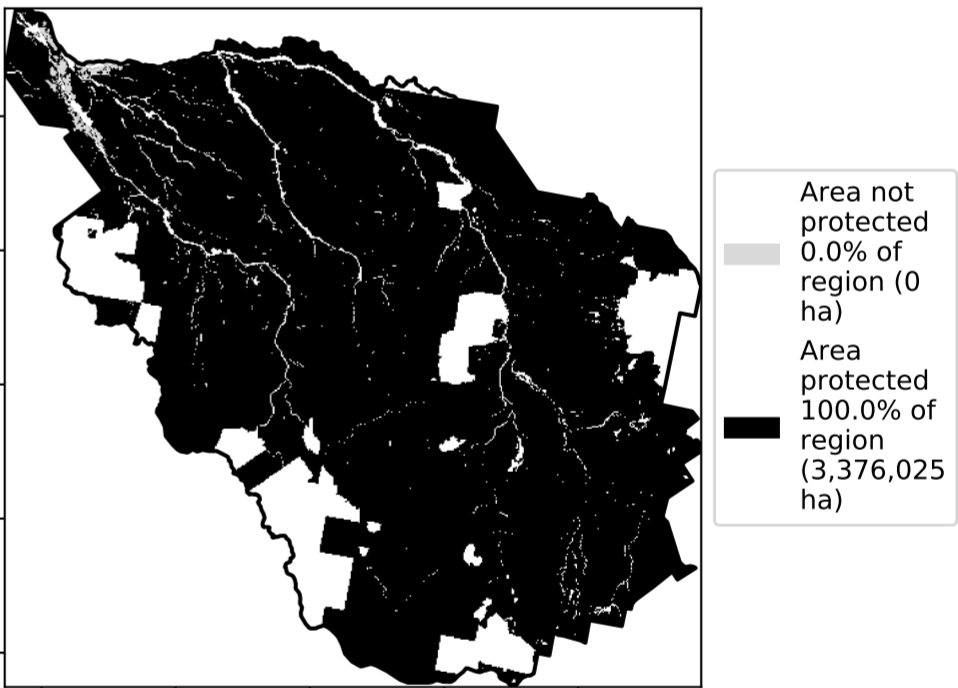 Area not
protected
0.0% of
region (0
ha)
Area
protected
100.0% of
region
(3,376,025
ha)